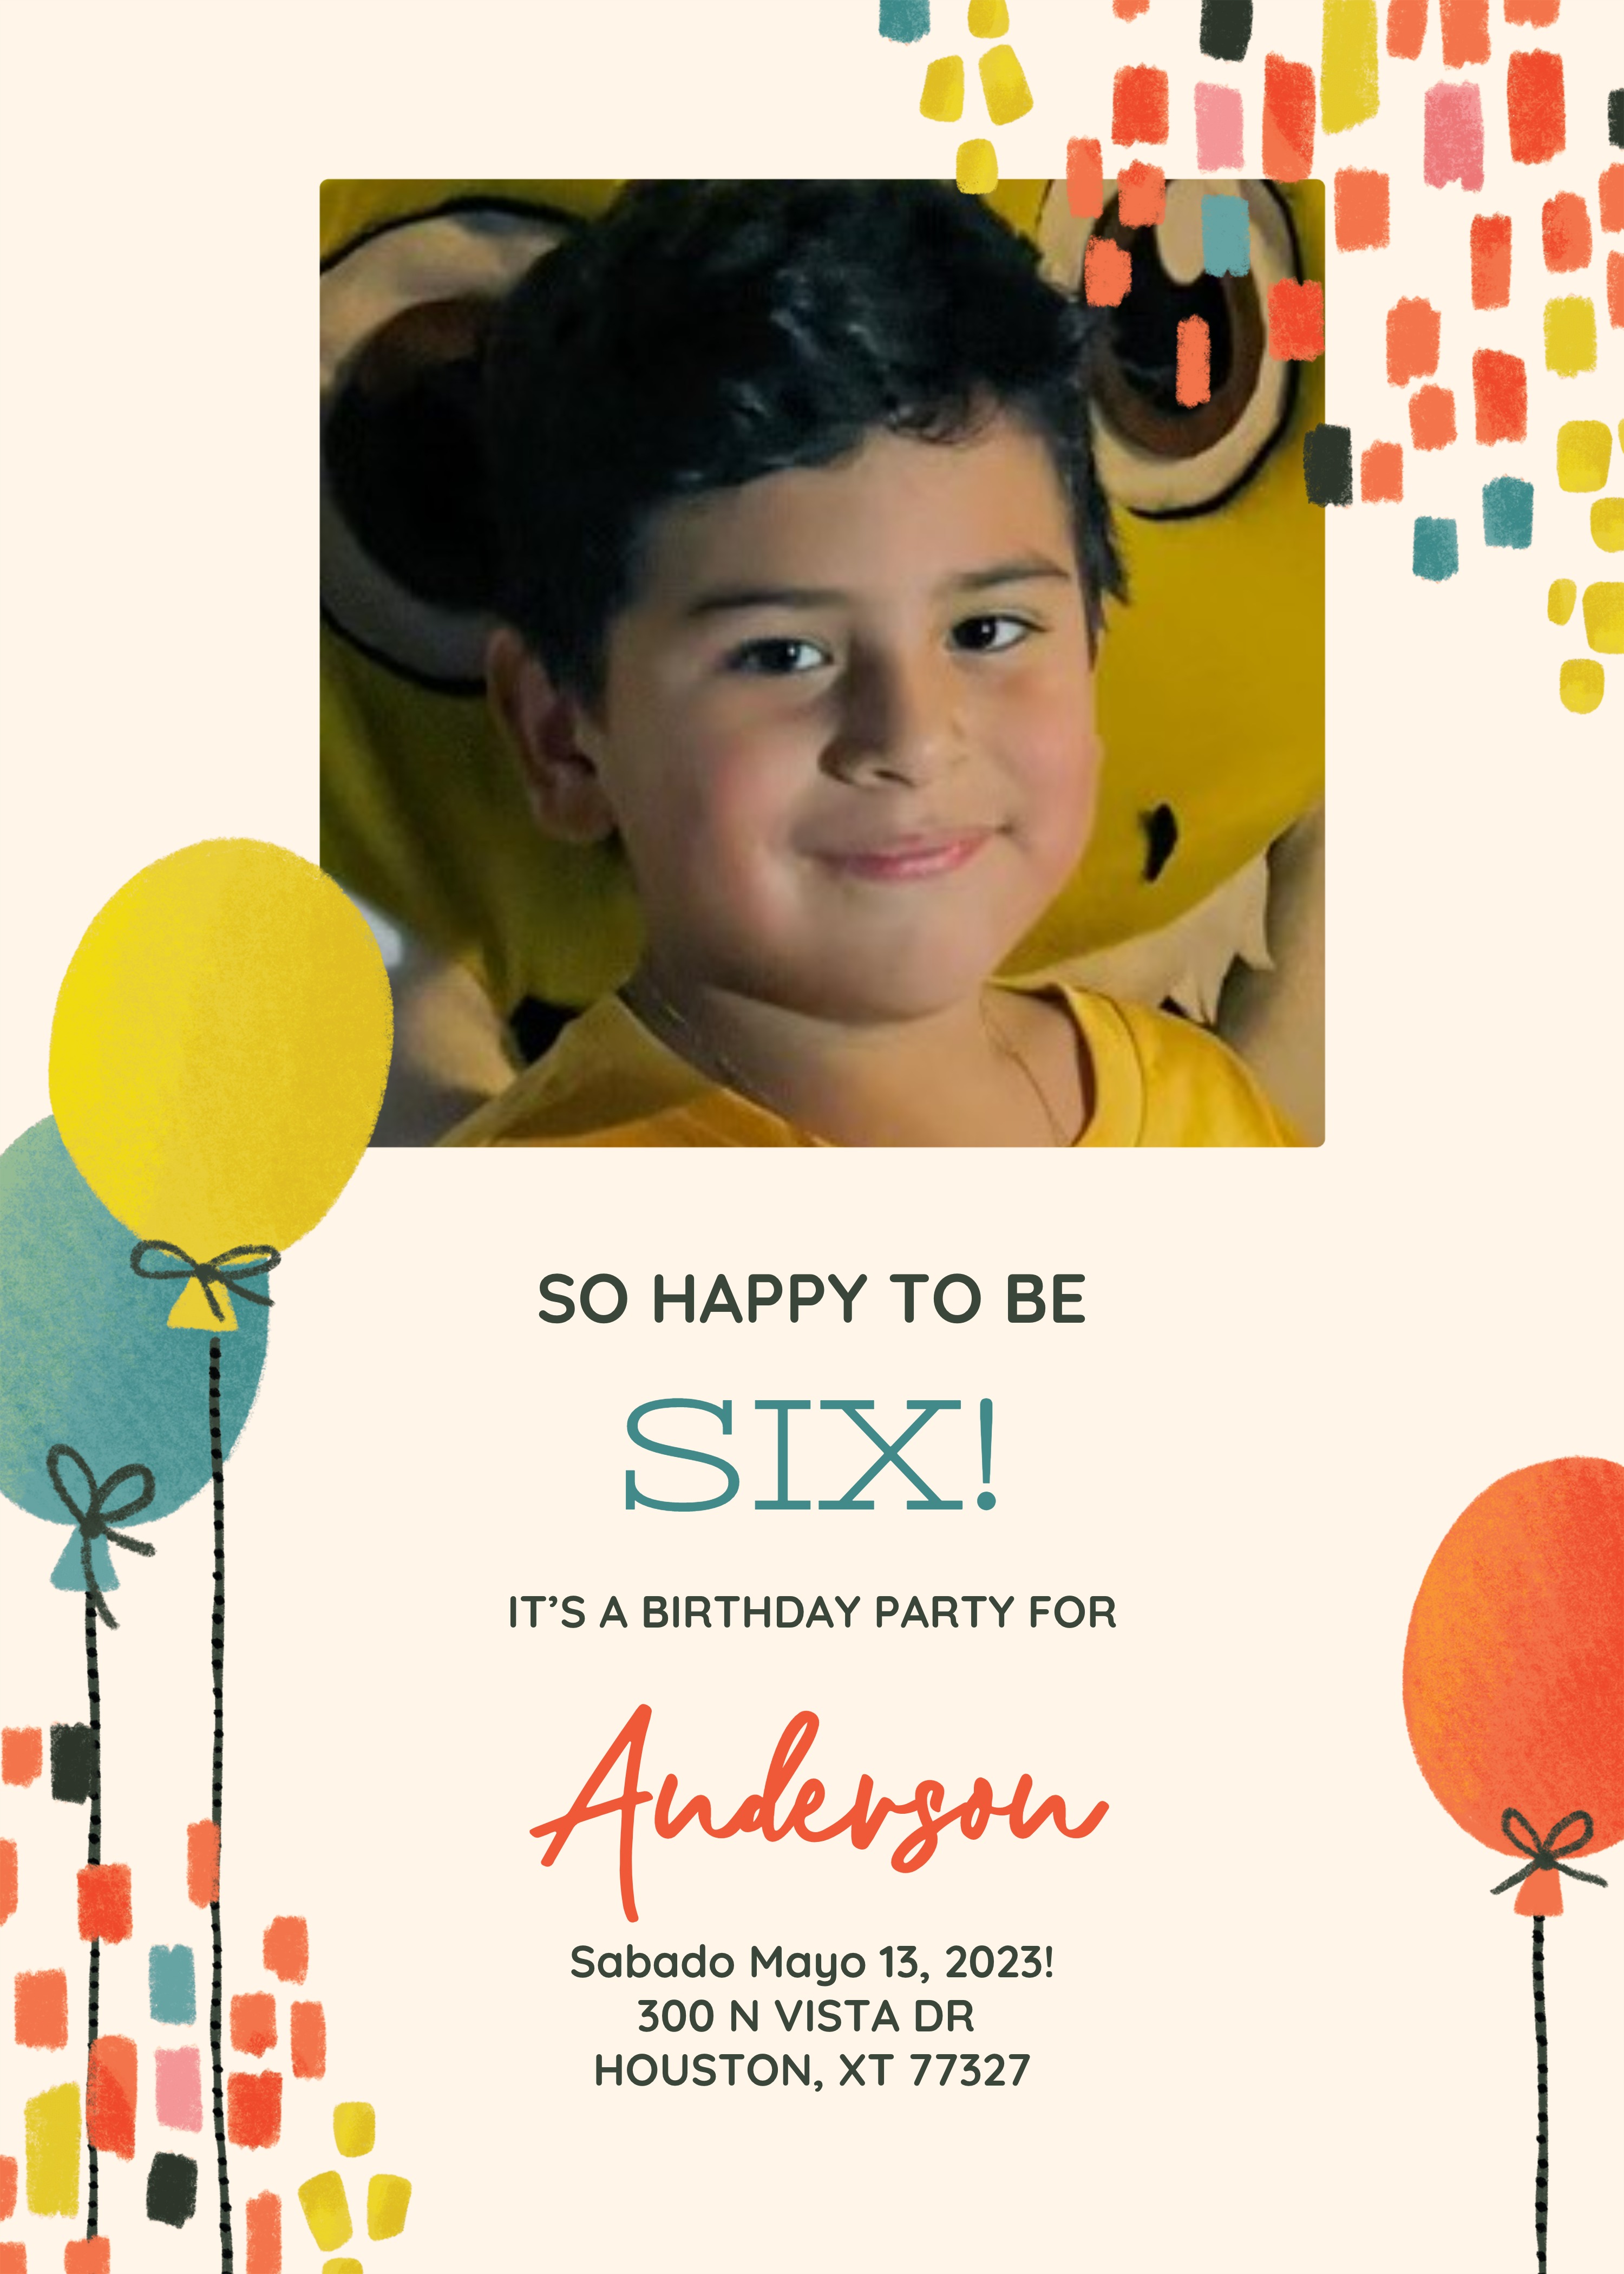 SO HAPPY TO BE
SIX!
IT'S A BIRTHDAY PARTY FOR
Anderson
Sabado Mayo 13, 2023!
300 N VISTA DR
HOUSTON, XT 77327